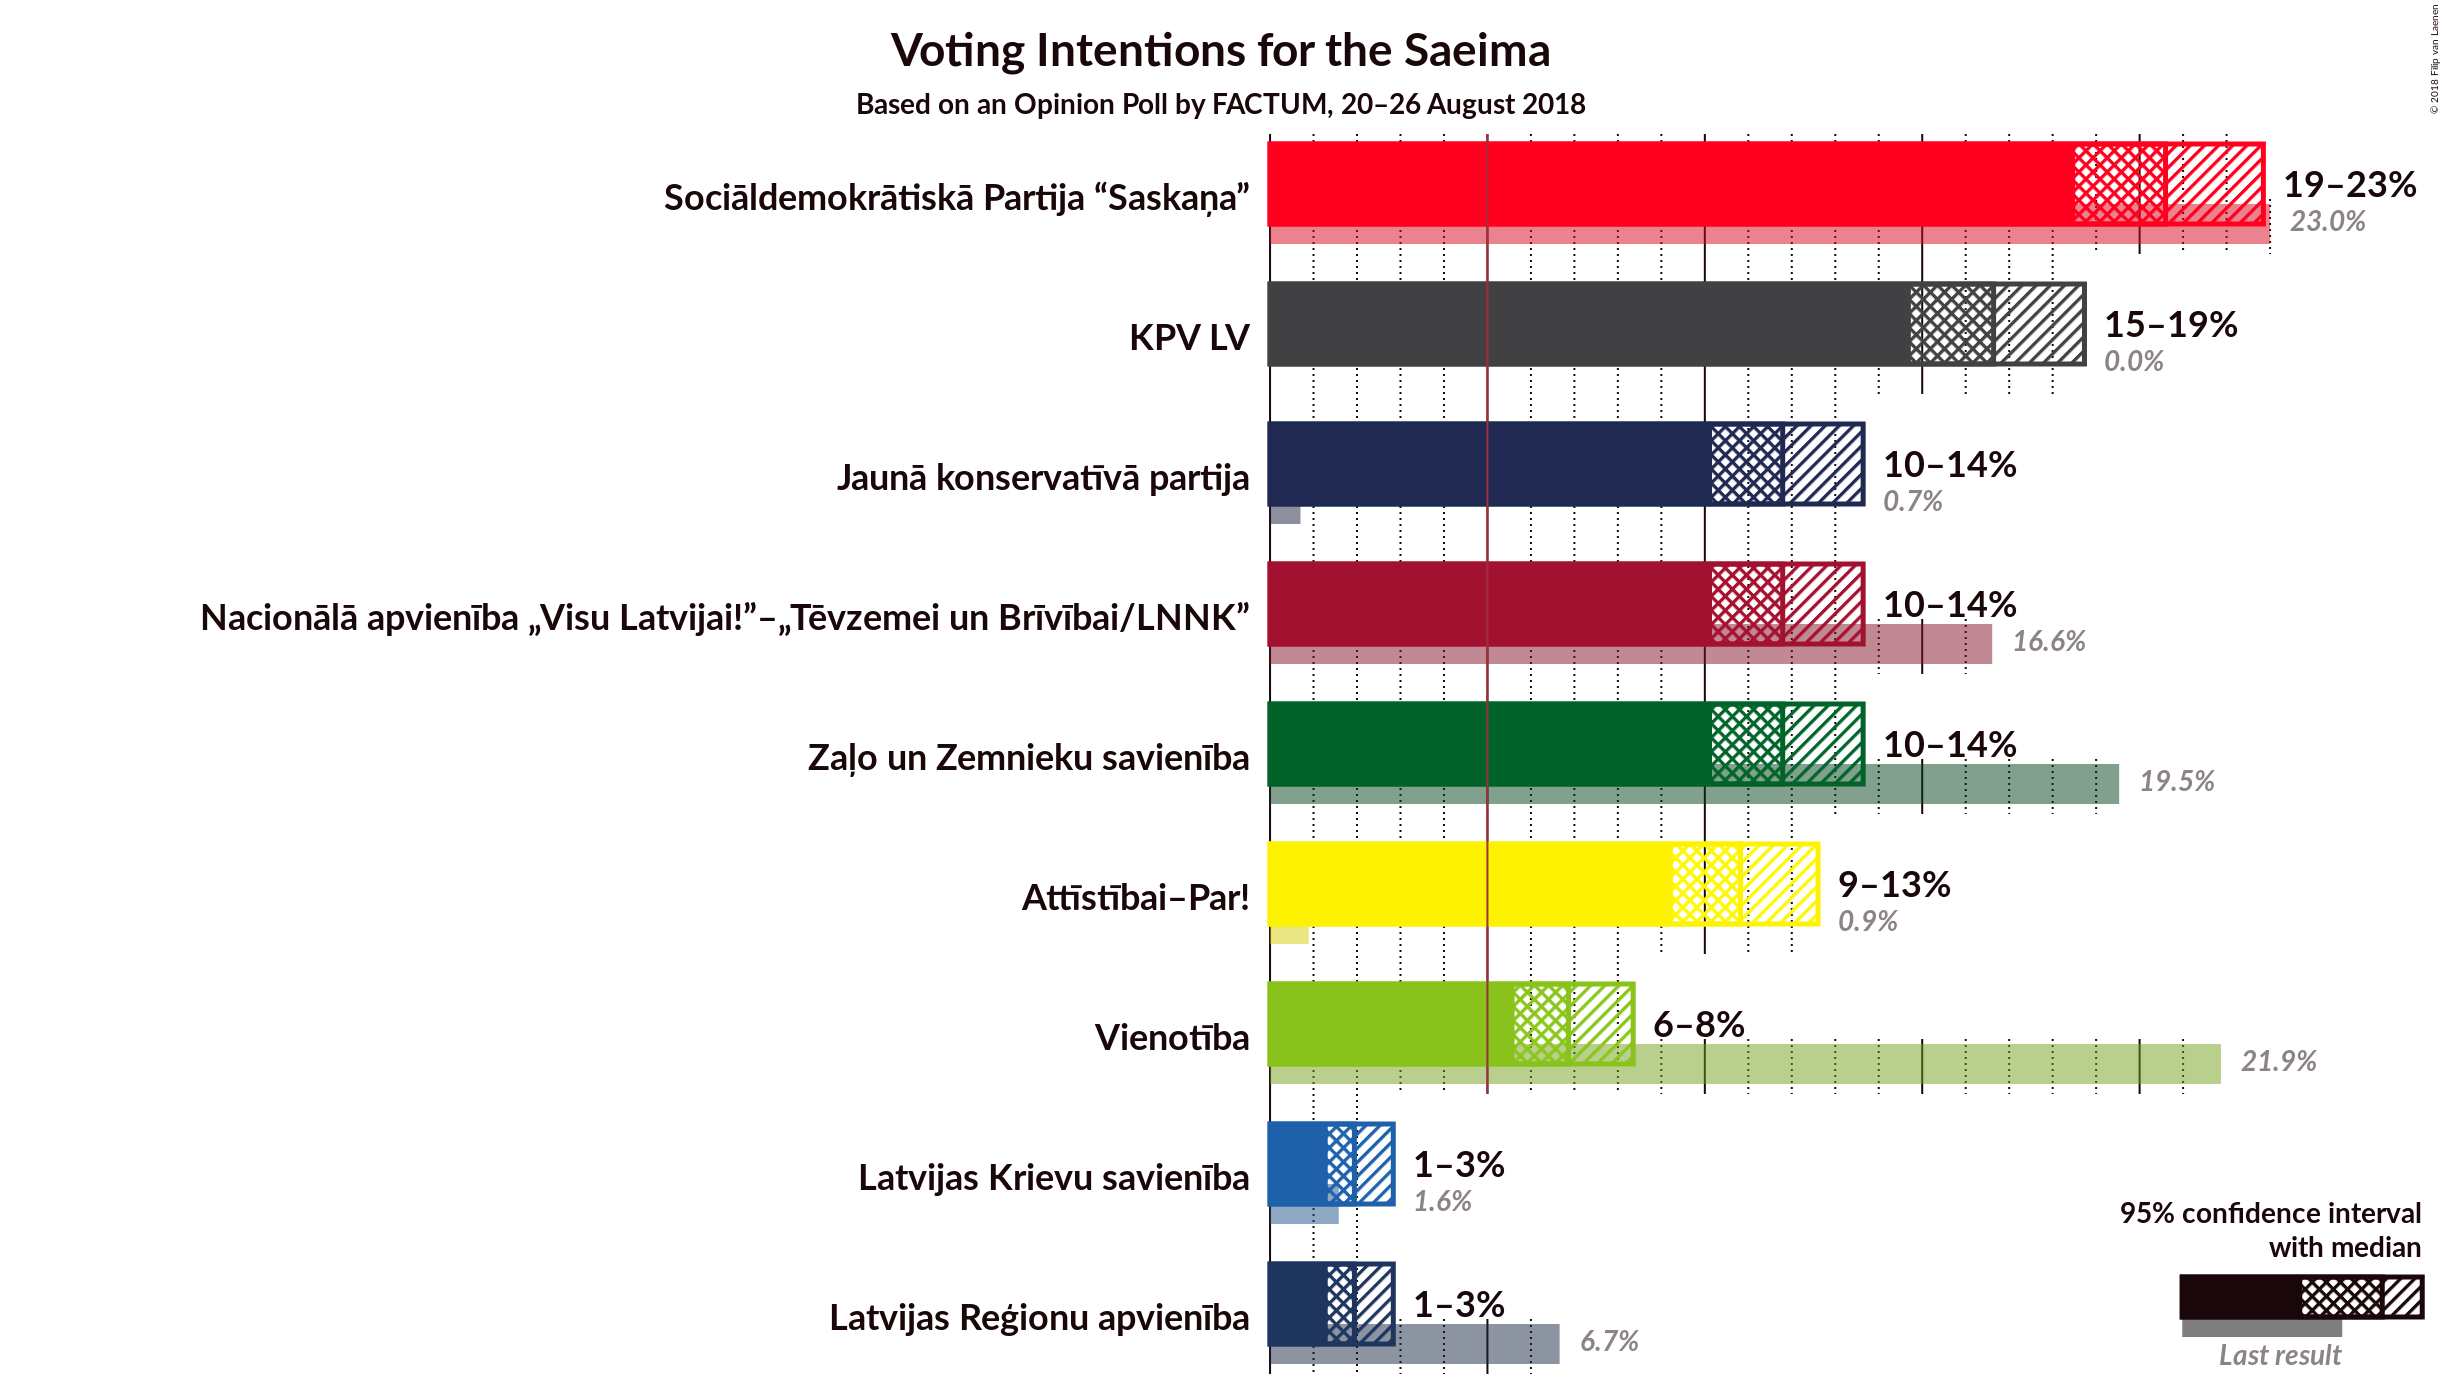 Voting Intentions for the Saeima
Based on an Opinion Poll by FACTUM, 20–26 August 2018
© 2018 Filip van Laenen
Sociāldemokrātiskā Partija “Saskaņa”
19–23%
23.0%
KPV LV
15–19%
0.0%
Jaunā konservatīvā partija
10–14%
0.7%
Nacionālā apvienība „Visu Latvijai!”–„Tēvzemei un Brīvībai/LNNK”
10–14%
16.6%
Zaļo un Zemnieku savienība
10–14%
19.5%
Attīstībai–Par!
9–13%
0.9%
Vienotība
6–8%
21.9%
Latvijas Krievu savienība
1–3%
1.6%
Latvijas Reģionu apvienība
1–3%
6.7%
95% confidence interval
with median
Last result